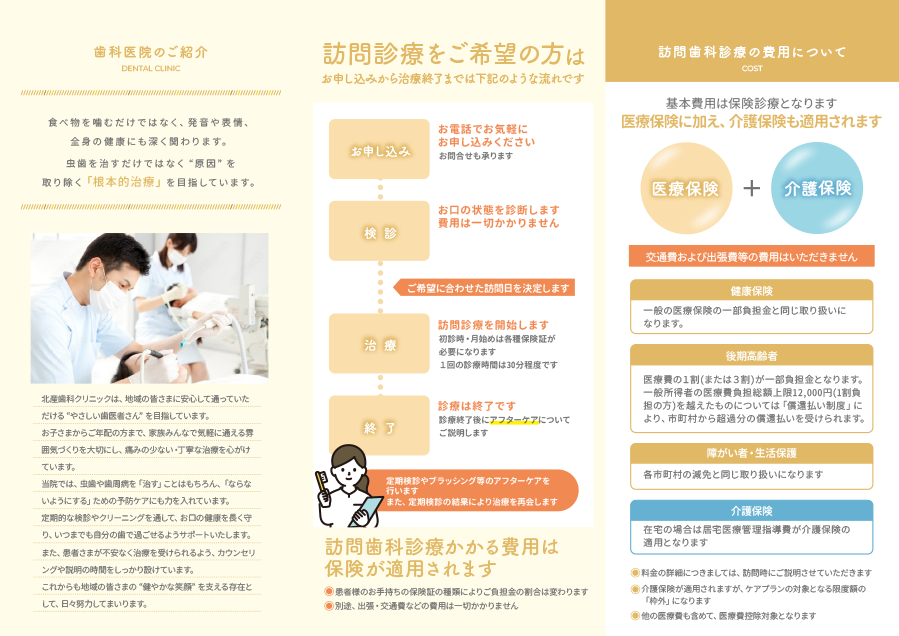 歯科医院のご紹介
DENTAL CLINIC
食べ物を噛むだけではなく、発音や表情、
全身の健康にも深く関わります。
虫歯を治すだけではなく“原因”を
取り除く「根本的治療」を目指しています。
北産歯科クリニックは、地域の皆さまに安心して通っていた
だける“やさしい歯医者さん”を目指しています。
お子さまからご年配の方まで、家族みんなで気軽に通える雰
囲気づくりを大切にし、痛みの少ない・丁寧な治療を心がけ
ています。
当院では、虫歯や歯周病を「治す」ことはもちろん、「ならな
いようにする」ための予防ケアにも力を入れています。
定期的な検診やクリーニングを通して、お口の健康を長く守
り、いつまでも自分の歯で過ごせるようサポートいたします。
また、患者さまが不安なく治療を受けられるよう、カウンセリ
ングや説明の時間をしっかり設けています。
これからも地域の皆さまの“健やかな笑顔”を支える存在と
して、日々努力してまいります。
訪問診療をご希望の方は
お申し込みから治療終了までは下記のような流れです
お申し込み
お電話でお気軽に
お申し込みください
お問合せも承ります
検 診
お口の状態を診断します
費用は一切かかりません
ご希望に合わせた訪問日を決定します
治 療
訪問診療を開始します
初診時・月始めは各種保険証が
必要になります
1回の診療時間は30分程度です
終 了
診療は終了です
診療終了後にアフターケアについて
ご説明します
定期検診やブラッシング等のアフターケアを
行います
また、定期検診の結果により治療を再会します
訪問歯科診療かかる費用は
保険が適用されます
患者様のお手持ちの保険証の種類によりご負担金の割合は変わります
別途、出張・交通費などの費用は一切かかりません
訪問歯科診療の費用について
COST
基本費用は保険診療となります
医療保険に加え、介護保険も適用されます
医療保険 + 介護保険
交通費および出張費等の費用はいただきません
健康保険
一般の医療保険の一部負担金と同じ取り扱いに
なります。
後期高齢者
医療費の1割(または3割)が一部負担金となります。
一般所得者の医療費負担総額上限12,000円(1割負
担の方)を越えたものについては「償還払い制度」に
より、市町村から超過分の償還払いを受けられます。
障がい者・生活保護
各市町村の減免と同じ取り扱いになります
介護保険
在宅の場合は居宅医療管理指導費が介護保険の
適用となります
料金の詳細につきましては、訪問時にご説明させていただきます
介護保険が適用されますが、ケアプランの対象となる限度額の
「枠外」になります
他の医療費も含めて、医療費控除対象となります